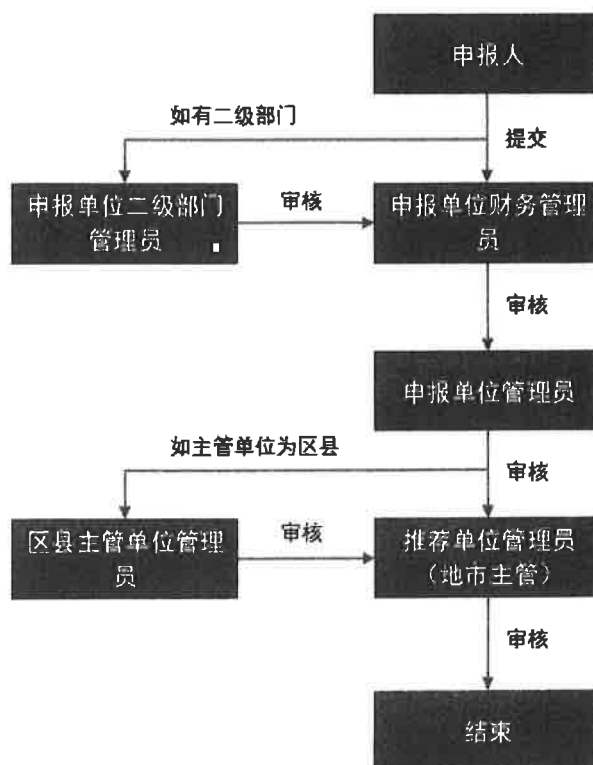 申报人
如有二级部门
提交
申报单位二级部门
管理员
审核
申报单位财务管理
员
审核
申报单位管理员
如主管单位为区县
审核
区县主管单位管理
员
审核
推荐单位管理员
（地市主管）
审核
结束